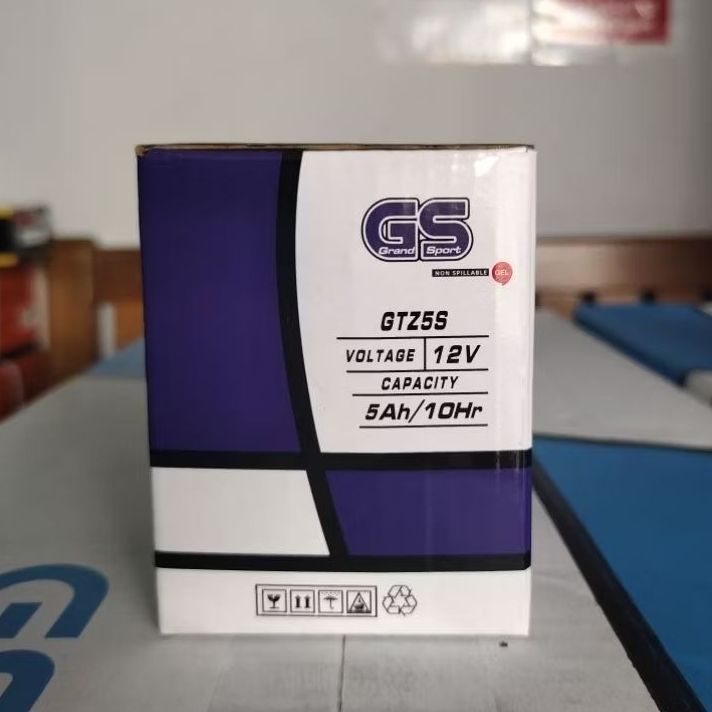 GS
Grand Sport
NON SPILLABLE GEL
GTZ5S
VOLTAGE 12V
CAPACITY
5Ah/10Hr